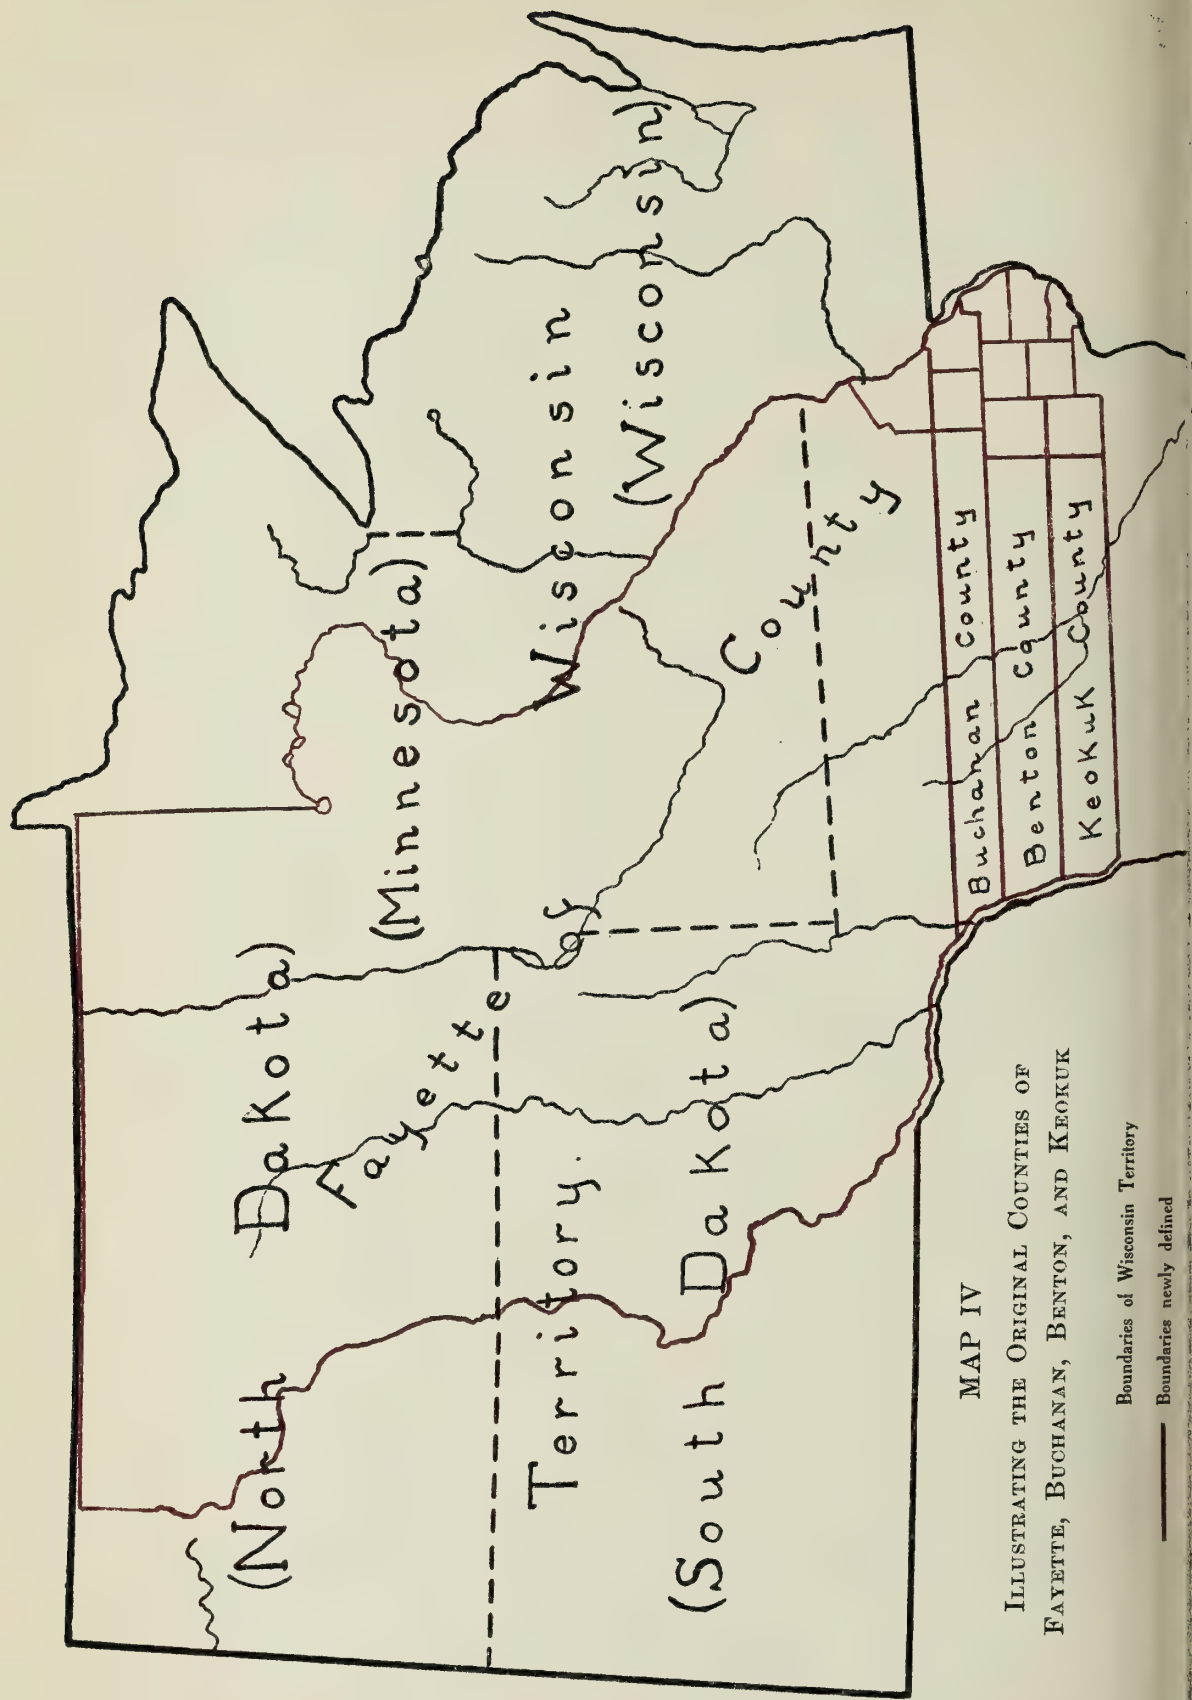 (North DaKota)
(Minnesota)
Fayette County
Wisconsin
Territory.
(Wisconsin)
(South DaKota)
Buchanan County
Benton County
KeoKuK County
MAP IV
ILLUSTRATING THE ORIGINAL COUNTIES OF
FAYETTE, BUCHANAN, BENTON, AND KEOKUK
Boundaries of Wisconsin Territory
Boundaries newly defined